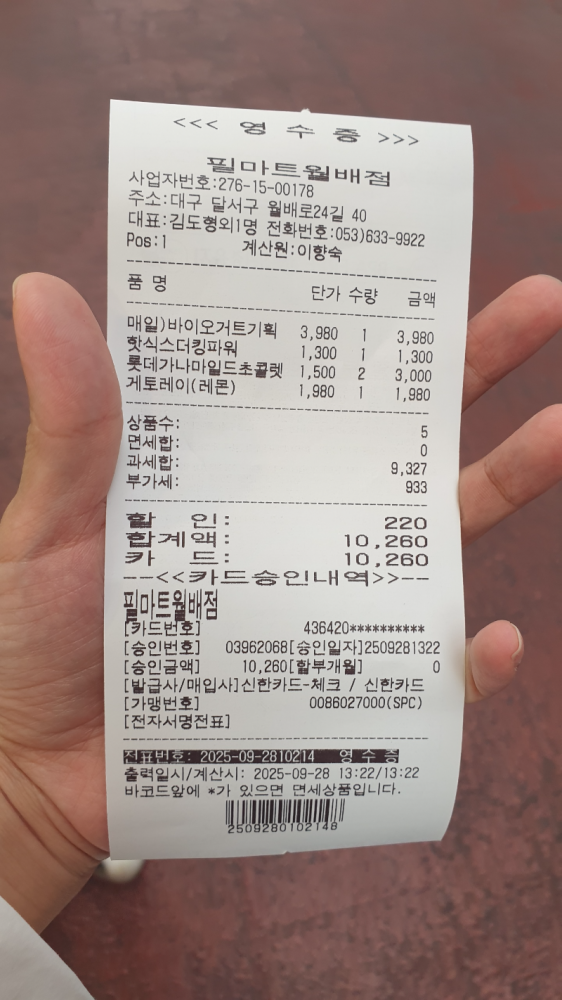 <<< 영 수 증 >>>
필마트월배점
사업자번호:276-15-00178
주소:대구 달서구 월배로24길 40
대표:김도형외1명 전화번호:053)633-9922
Pos:1 계산원:이향숙
품 명 단가 수량 금액
매일)바이오거트기획 3,980 1 3,980
핫식스더킹파워 1,300 1 1,300
롯데가나마일드초콜렛 1,500 2 3,000
게토레이(레몬) 1,980 1 1,980
상품수: 5
면세합: 0
과세합: 9,327
부가세: 933
할 인: 220
합계액: 10,260
카 드: 10,260
--<<카드승인내역>>--
필마트월배점
[카드번호] 436420**********
[승인번호] 03962068[승인일자]2509281322
[승인금액] 10,260[할부개월] 0
[발급사/매입사]신한카드-체크 / 신한카드
[가맹번호] 0086027000(SPC)
[전자서명전표]
전표번호: 2025-09-2810214 영 수 증
출력일시/계산시: 2025-09-28 13:22/13:22
바코드앞에 *가 있으면 면세상품입니다.
2509280102148